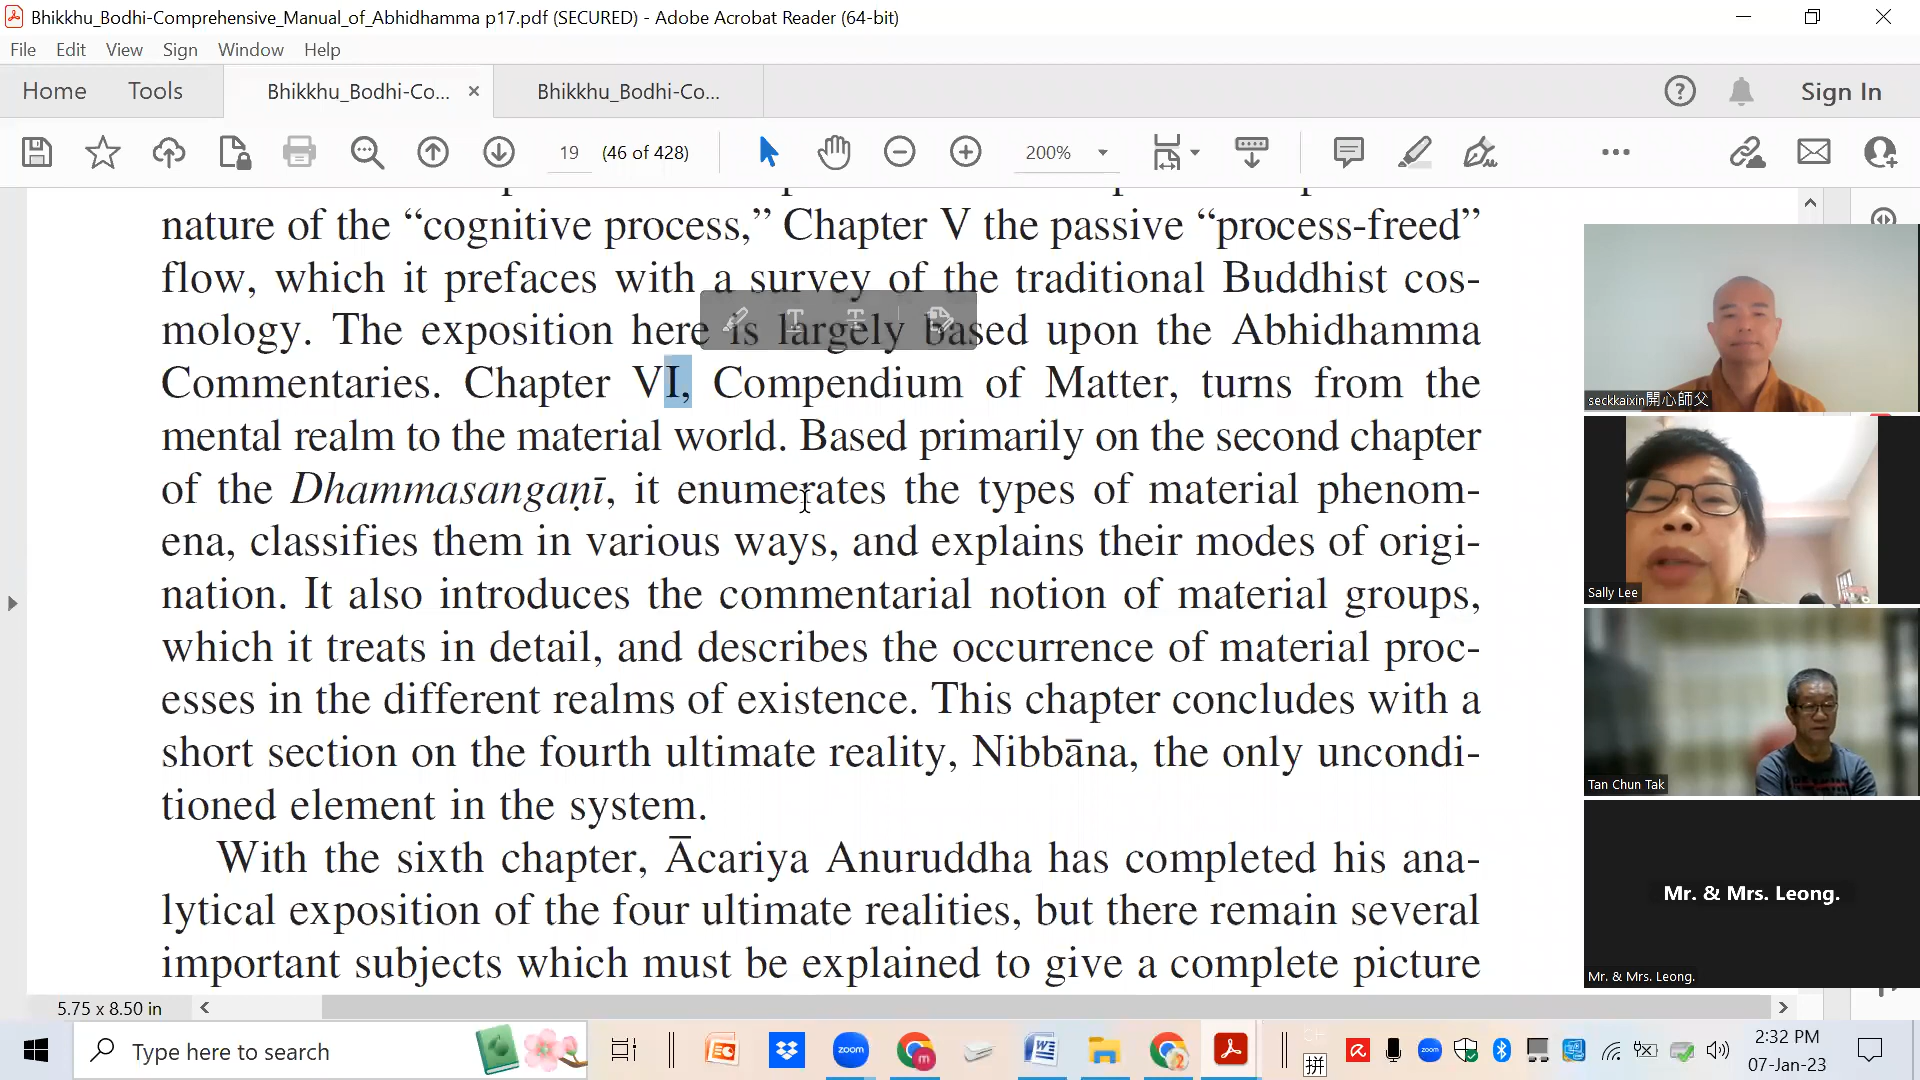 Bhikkhu_Bodhi-Comprehensive_Manual_of_Abhidhamma p17.pdf (SECURED) - Adobe Acrobat Reader (64-bit)
File Edit View Sign Window Help
Home Tools Bhikkhu_Bodhi-Co... × Bhikkhu_Bodhi-Co... Sign In
19 (46 of 428) 200%
nature of the “cognitive process,” Chapter V the passive “process-freed”
flow, which it prefaces with a survey of the traditional Buddhist cos-
mology. The exposition here is largely based upon the Abhidhamma
Commentaries. Chapter VI, Compendium of Matter, turns from the
mental realm to the material world. Based primarily on the second chapter
of the Dhammasangaṇī, it enumerates the types of material phenom-
ena, classifies them in various ways, and explains their modes of origi-
nation. It also introduces the commentarial notion of material groups,
which it treats in detail, and describes the occurrence of material proc-
esses in the different realms of existence. This chapter concludes with a
short section on the fourth ultimate reality, Nibbāna, the only uncondi-
tioned element in the system.
With the sixth chapter, Ācariya Anuruddha has completed his ana-
lytical exposition of the four ultimate realities, but there remain several
important subjects which must be explained to give a complete picture
5.75 x 8.50 in
seckkaixin開心師父
Sally Lee
Tan Chun Tak
Mr. & Mrs. Leong.
Mr. & Mrs. Leong.
Type here to search
zoom
zoom
拼
2:32 PM
07-Jan-23